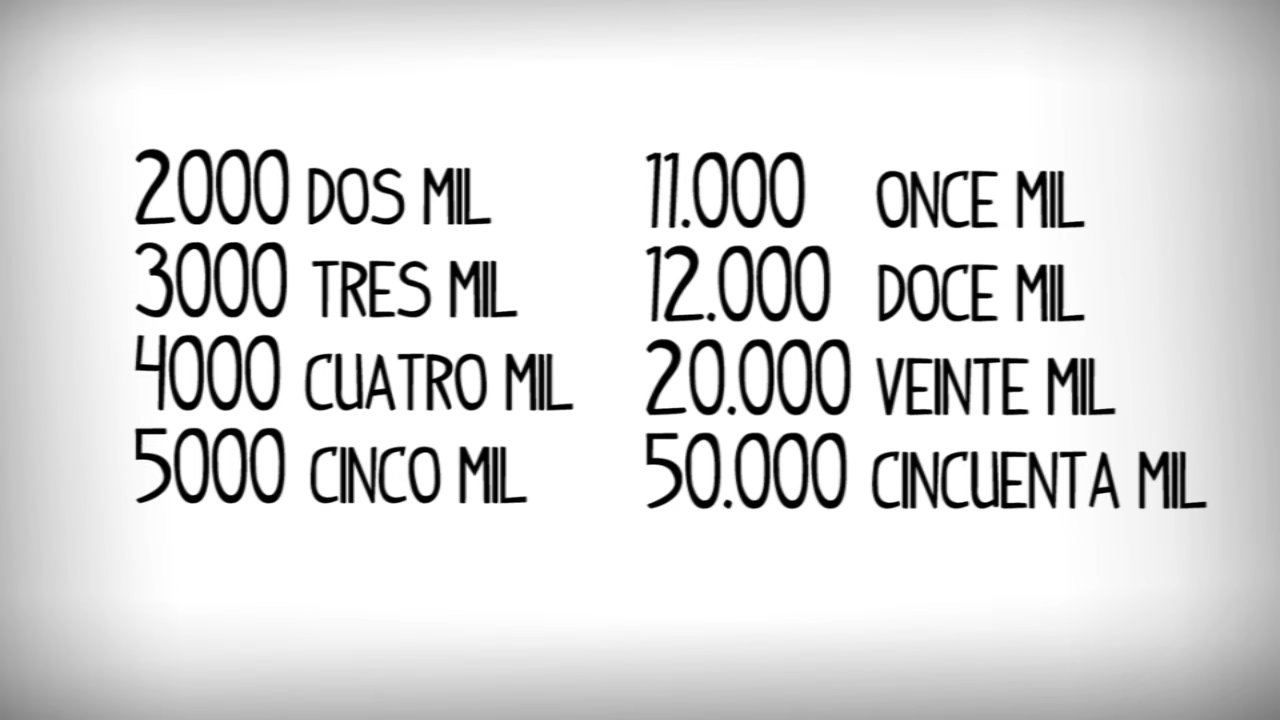 2000 DOS MIL
3000 TRES MIL
4000 CUATRO MIL
5000 CINCO MIL
11.000 ONCE MIL
12.000 DOCE MIL
20.000 VEINTE MIL
50.000 CINCUENTA MIL